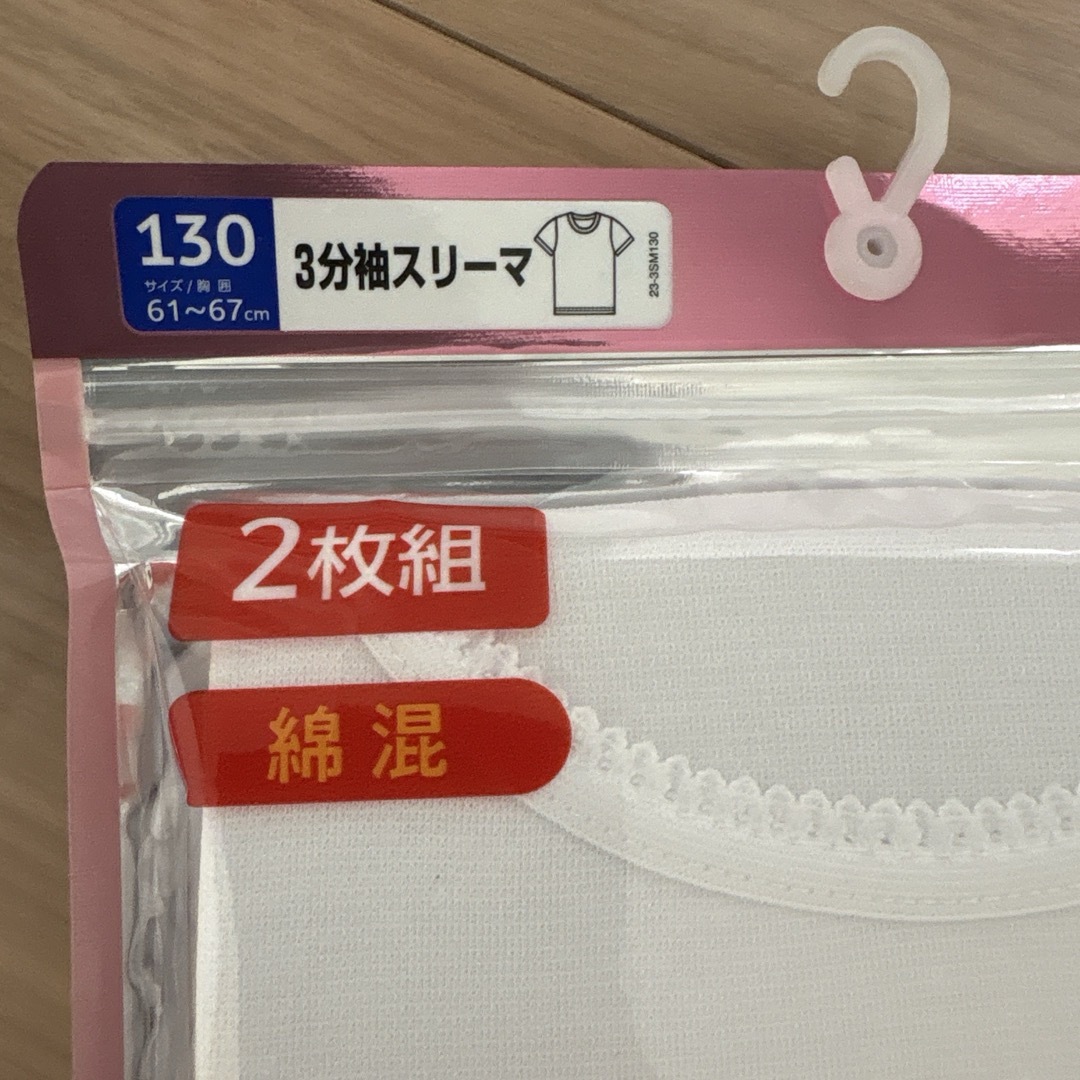 130
サイズ/胸囲
61〜67cm
3分袖スリーマ
23-3SM130
2枚組
綿混